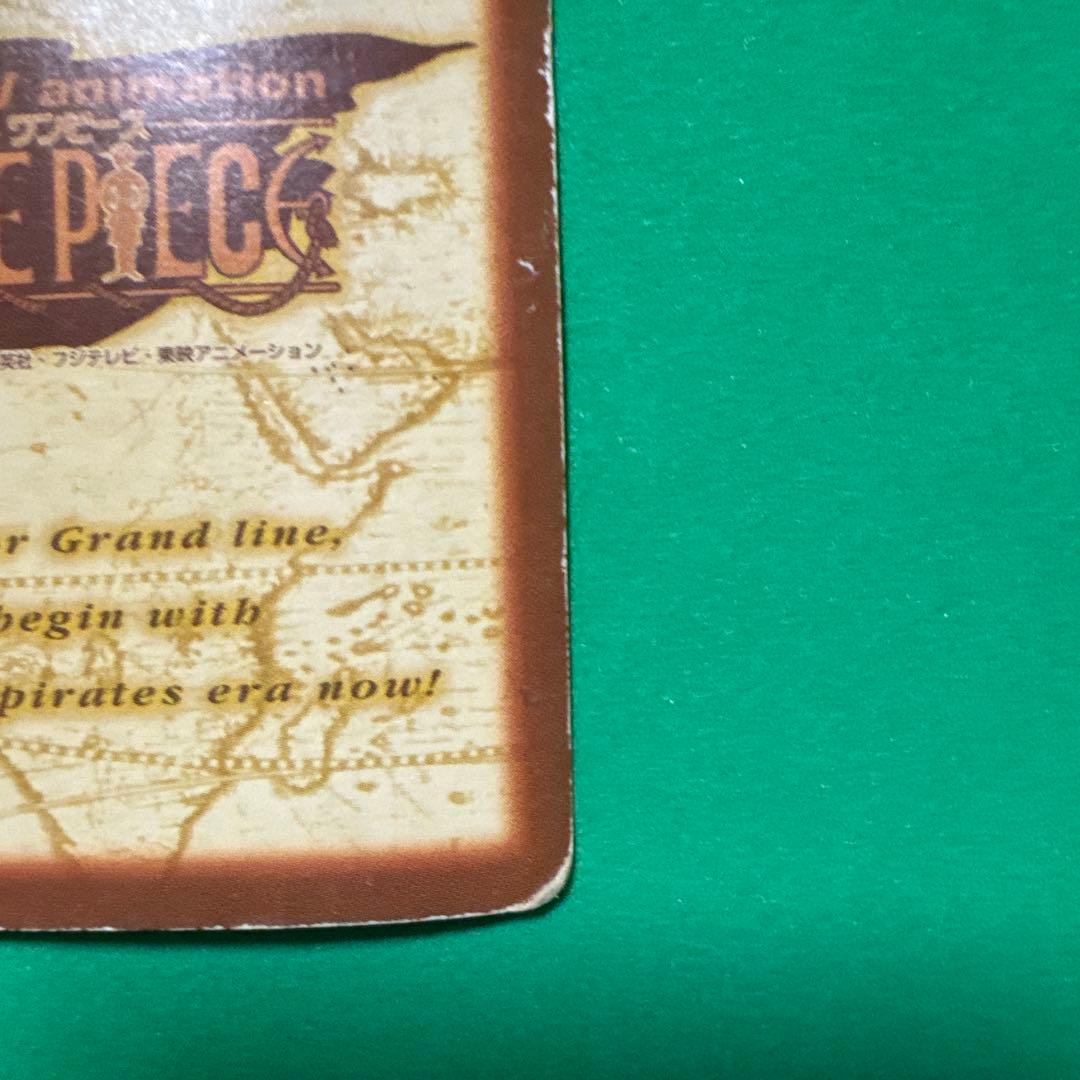 V animation
ワンピース
E PIECE
英社・フジテレビ・東映アニメーション
r Grand line,
begin with
pirates era now!